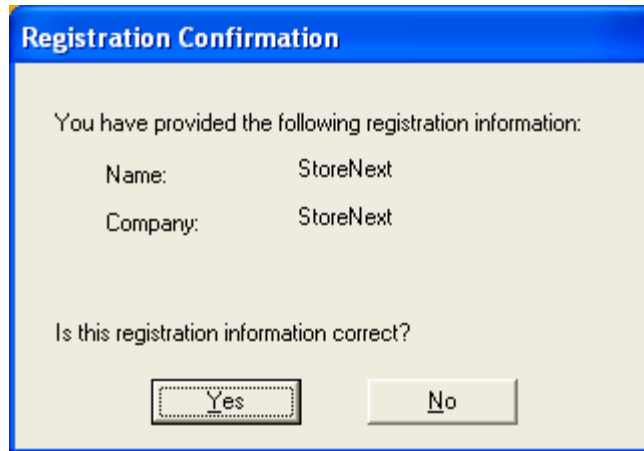 Registration Confirmation
You have provided the following registration information:
Name: StoreNext
Company: StoreNext
Is this registration information correct?
Yes No